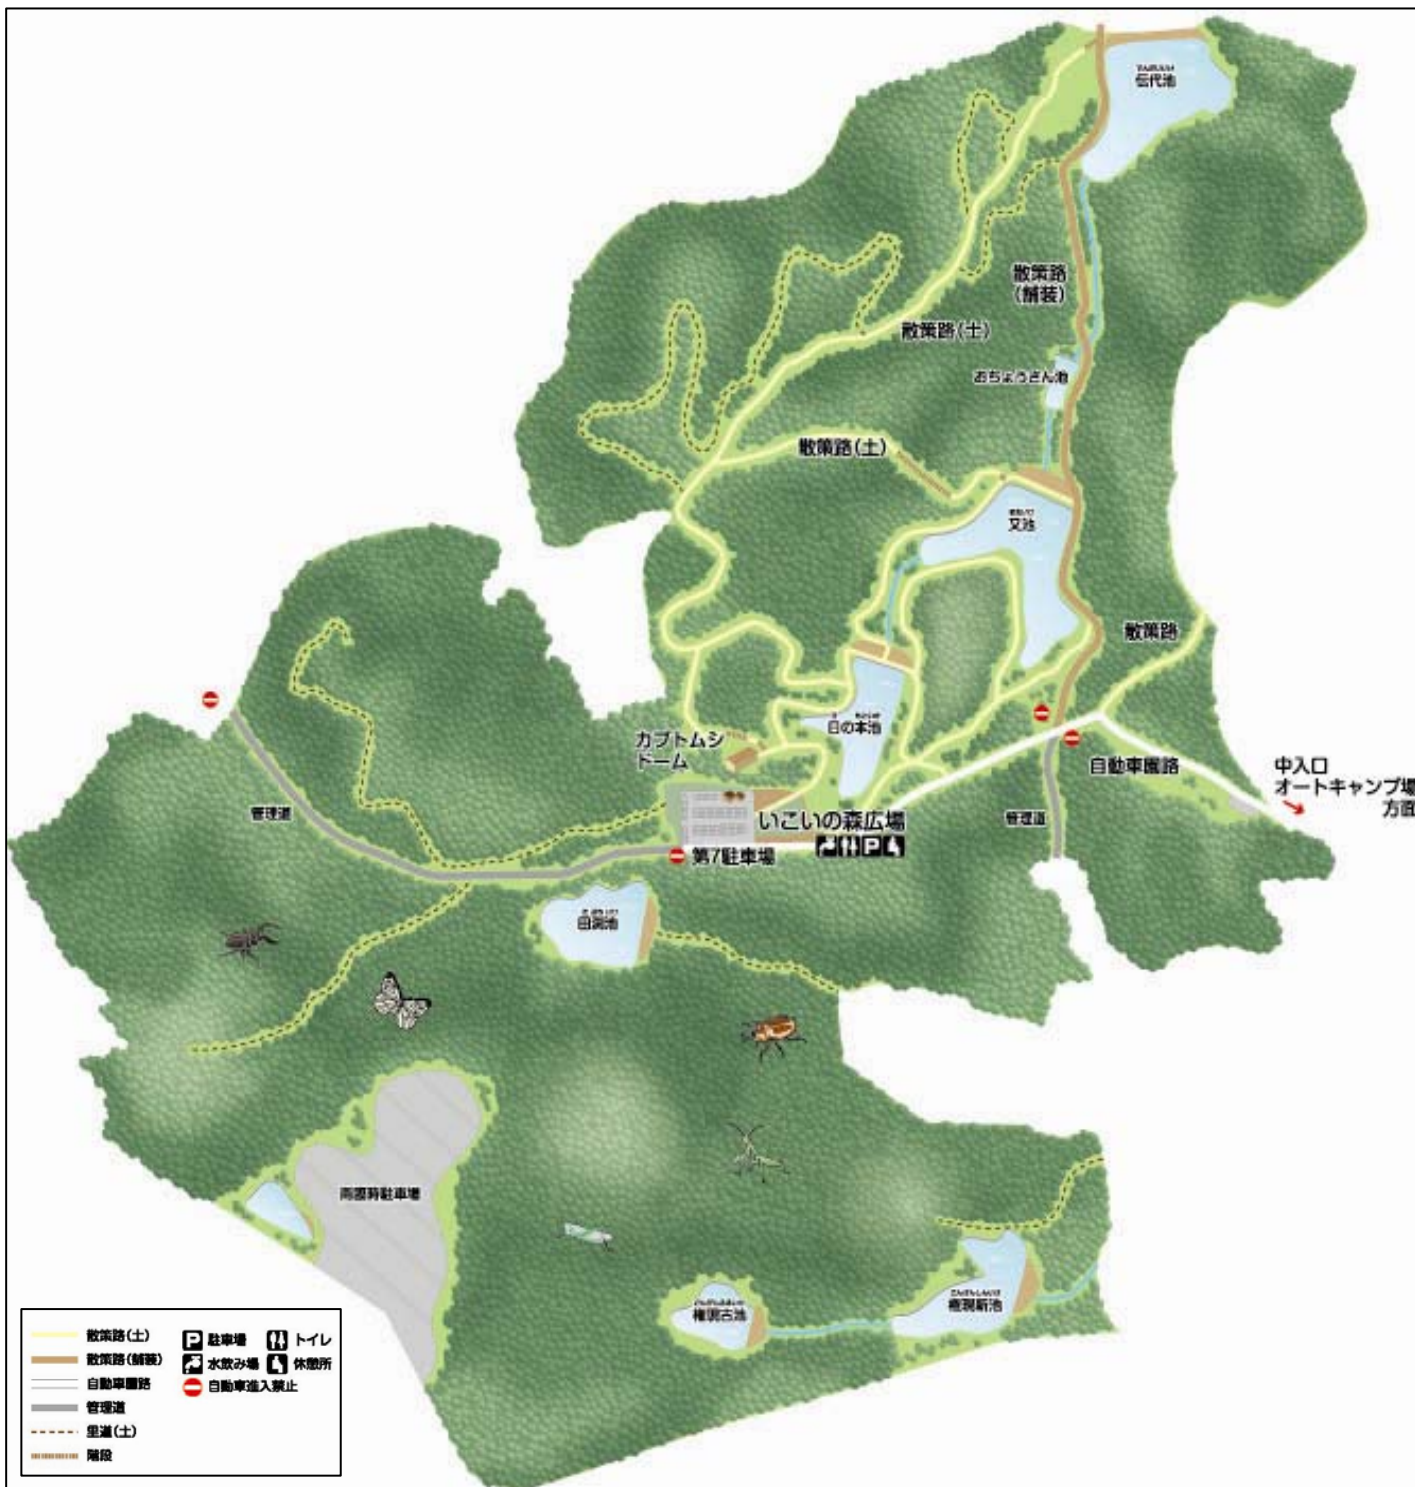 伝代池
散策路
(舗装)
散策路(土)
おちょうさん池
散策路(土)
又池
散策路
日の本池
カブトムシ
ドーム
自動車園路
中入口
オートキャンプ場
方面
管理道
いこいの森広場
管理道
第7駐車場
田渕池
雨天時駐車場
権現古池
権現新池
散策路(土)
散策路(舗装)
自動車園路
管理道
里道(土)
階段
駐車場
トイレ
水飲み場
休憩所
自動車進入禁止